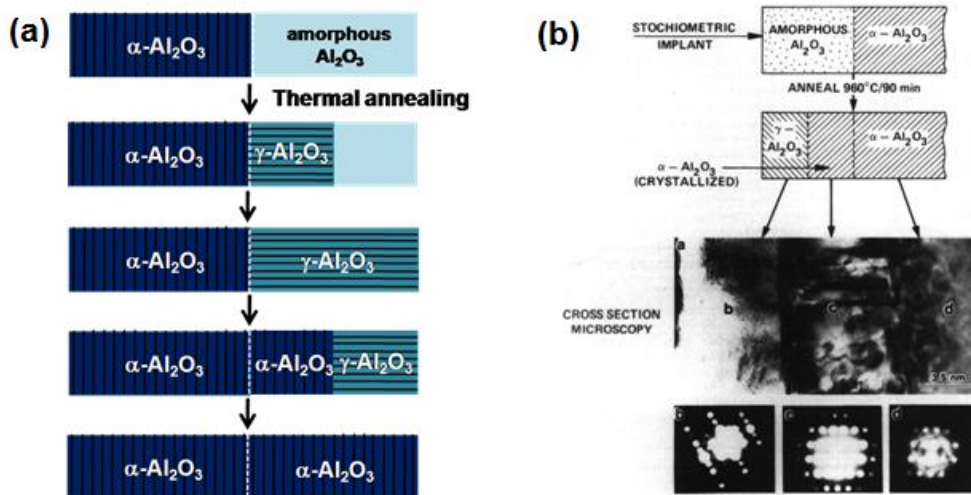 (a)
α-Al2O3
amorphous
Al2O3
Thermal annealing
α-Al2O3
γ-Al2O3
α-Al2O3
γ-Al2O3
α-Al2O3
α-Al2O3
γ-Al2O3
α-Al2O3
α-Al2O3
(b)
STOCHIOMETRIC
IMPLANT
AMORPHOUS
Al2O3
α – Al2O3
ANNEAL 960°C/90 min
γ –
Al2O3
α – Al2O3
α – Al2O3
(CRYSTALLIZED)
CROSS SECTION
MICROSCOPY
a
b
c
d
b
c
d